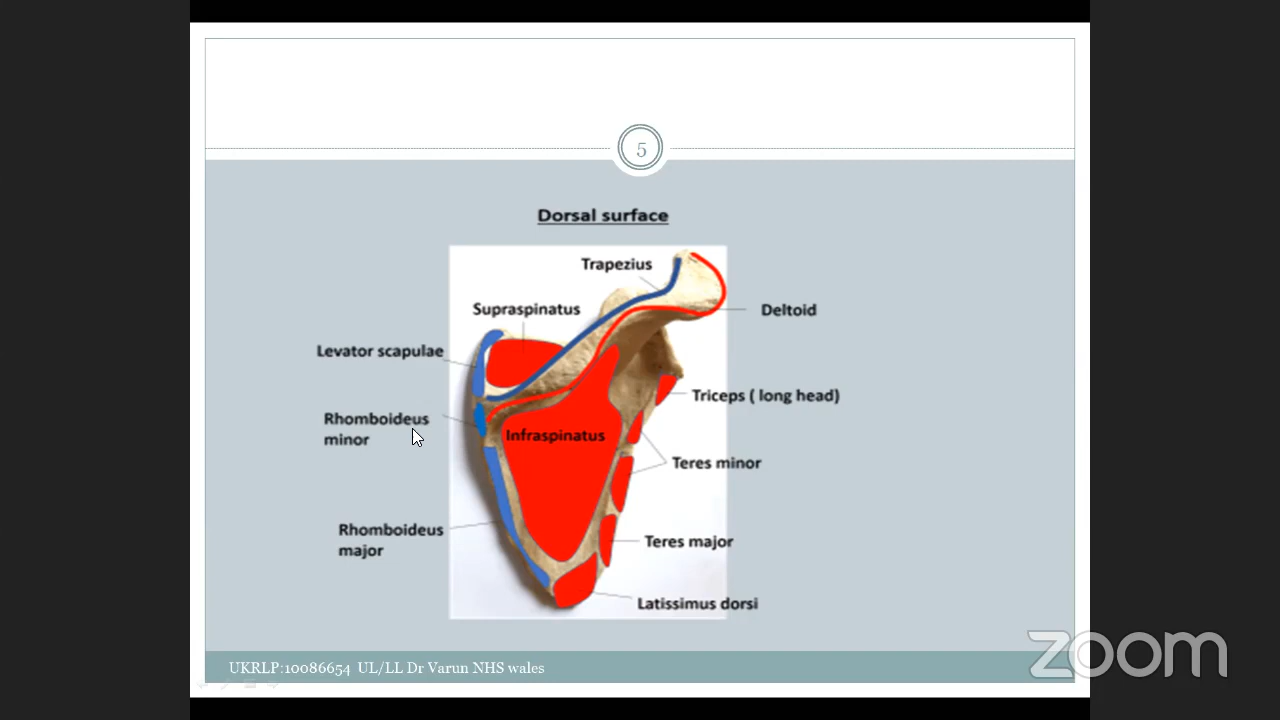 5
Dorsal surface
Trapezius
Supraspinatus
Deltoid
Levator scapulae
Triceps ( long head)
Rhomboideus
minor
Infraspinatus
Teres minor
Rhomboideus
major
Teres major
Latissimus dorsi
UKRLP:10086654 UL/LL Dr Varun NHS wales
zoom